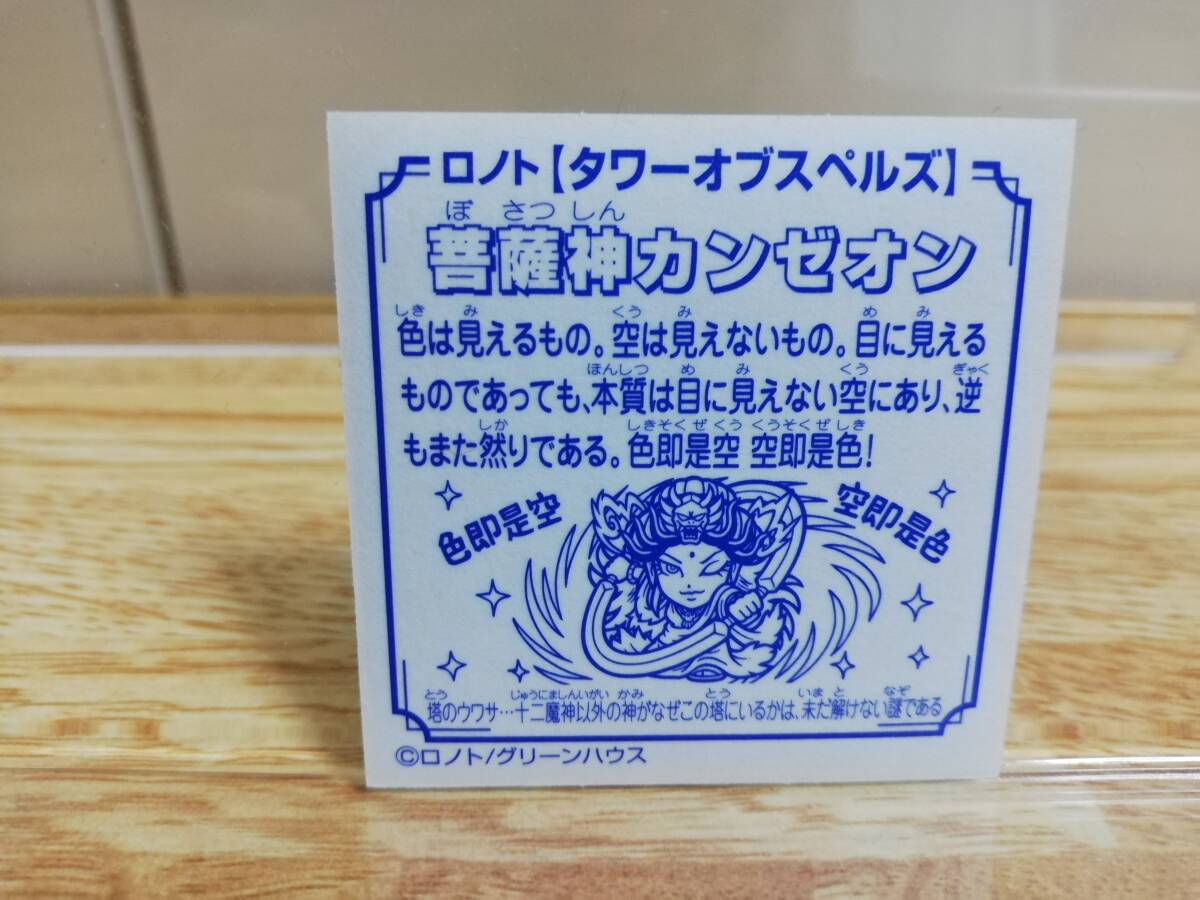 ロノト【タワーオブスペルズ】
ぼ さつ しん
菩薩神カンゼオン
しき み くう み め み
色は見えるもの。空は見えないもの。目に見える
ほんしつ め み くう ぎゃく
ものであっても、本質は目に見えない空にあり、逆
しか しきそく ぜ くう くうそく ぜ しき
もまた然りである。色即是空 空即是色!
色即是空 空即是色
とう じゅうにましんいがい かみ とう いま と なぞ
塔のウワサ…十二魔神以外の神がなぜこの塔にいるかは、未だ解けない謎である
©ロノト/グリーンハウス